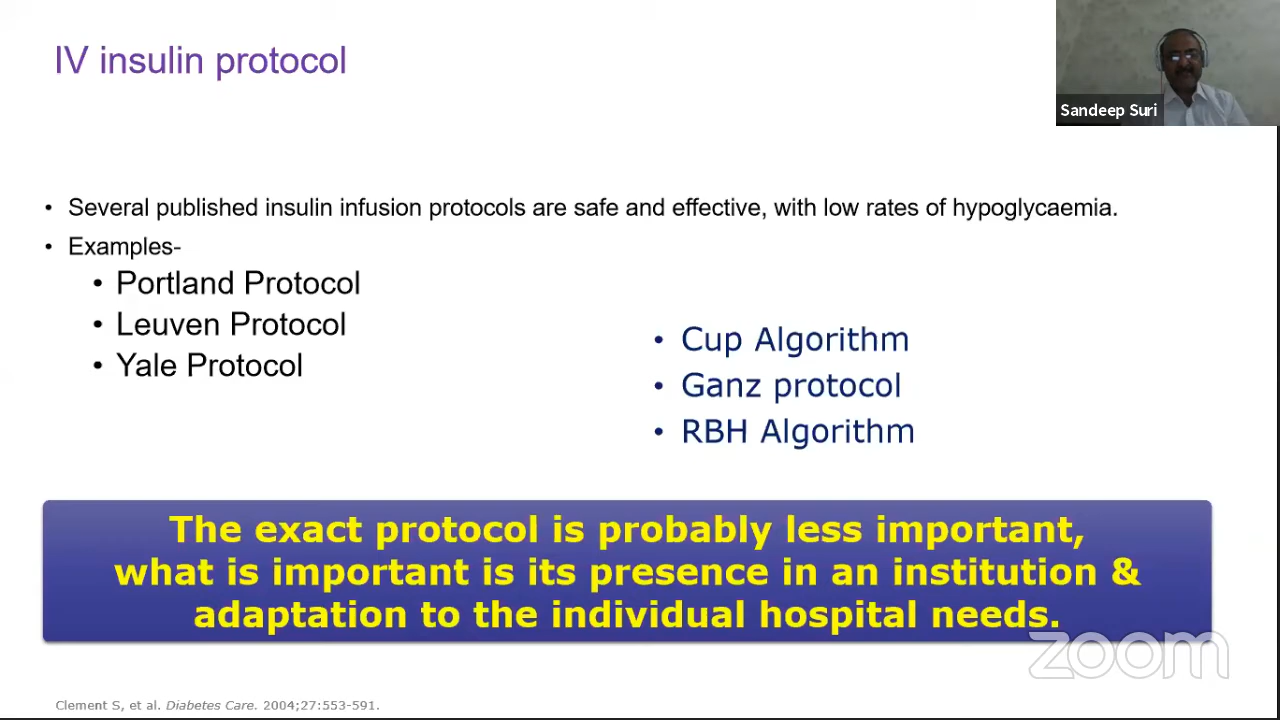 IV insulin protocol
Sandeep Suri
• Several published insulin infusion protocols are safe and effective, with low rates of hypoglycaemia.
• Examples-
• Portland Protocol
• Leuven Protocol
• Yale Protocol
• Cup Algorithm
• Ganz protocol
• RBH Algorithm
The exact protocol is probably less important,
what is important is its presence in an institution &
adaptation to the individual hospital needs.
zoom
Clement S, et al. Diabetes Care. 2004;27:553-591.